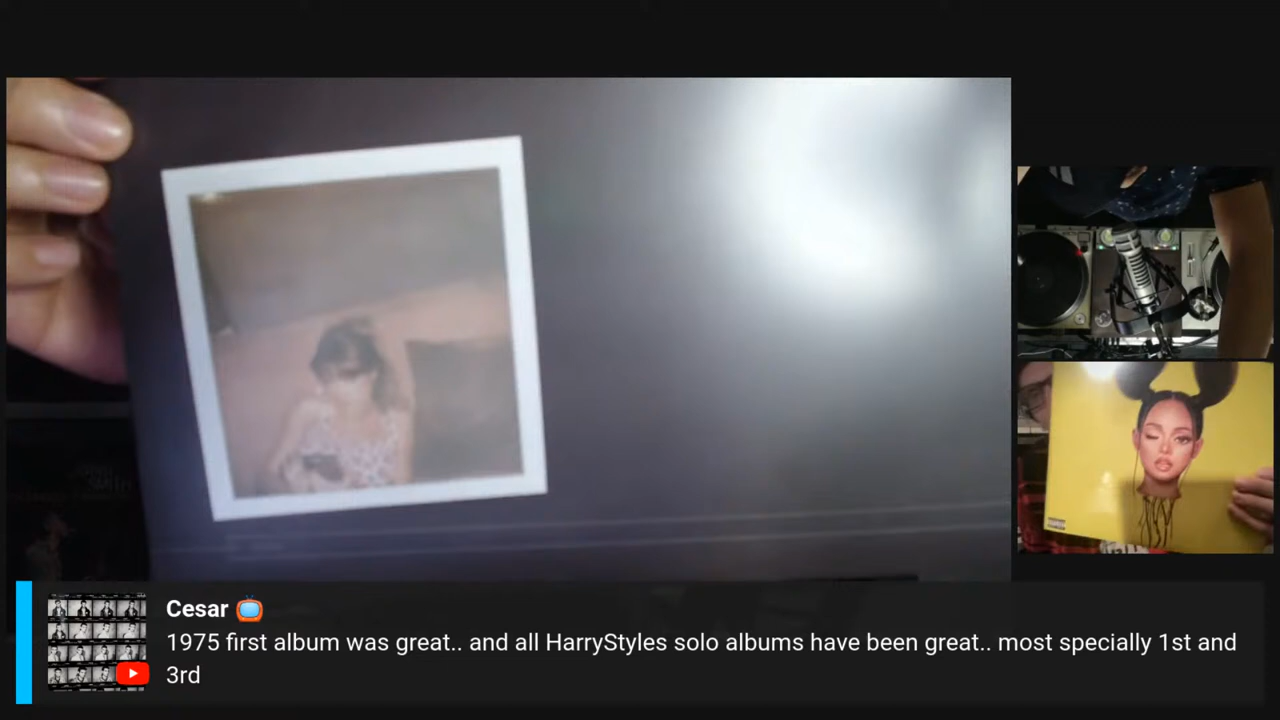 Cesar 📺
1975 first album was great.. and all HarryStyles solo albums have been great.. most specially 1st and
3rd